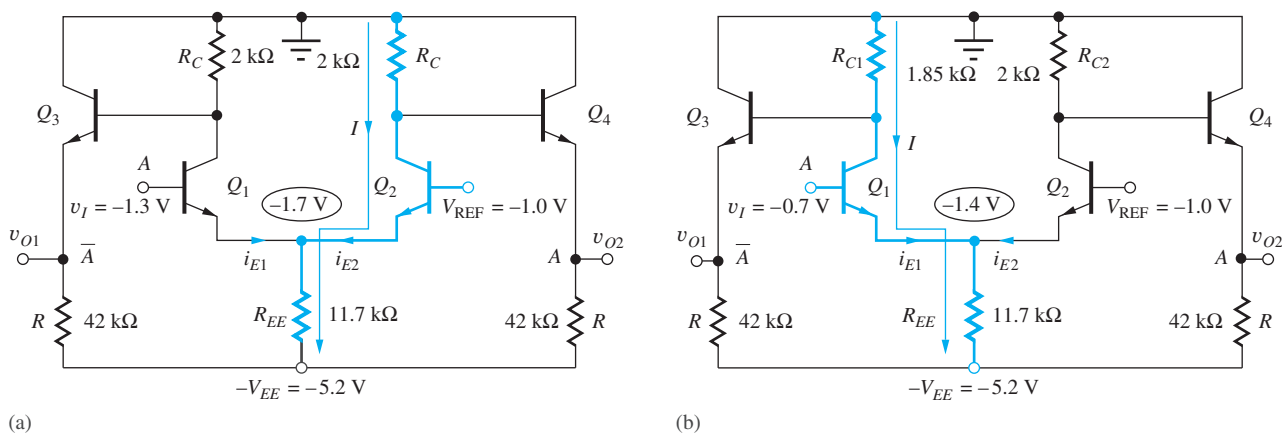 R_C 2 kΩ 2 kΩ R_C
Q_3 Q_4
I
A
Q_1 Q_2
–1.7 V
v_I = –1.3 V V_REF = –1.0 V
v_O1 v_O2
A̅ A
i_E1 i_E2
R 42 kΩ R_EE 11.7 kΩ 42 kΩ R
–V_EE = –5.2 V
(a)
R_C1 1.85 kΩ 2 kΩ R_C2
Q_3 Q_4
I
A
Q_1 Q_2
–1.4 V
v_I = –0.7 V V_REF = –1.0 V
v_O1 v_O2
A̅ A
i_E1 i_E2
R 42 kΩ R_EE 11.7 kΩ 42 kΩ R
–V_EE = –5.2 V
(b)